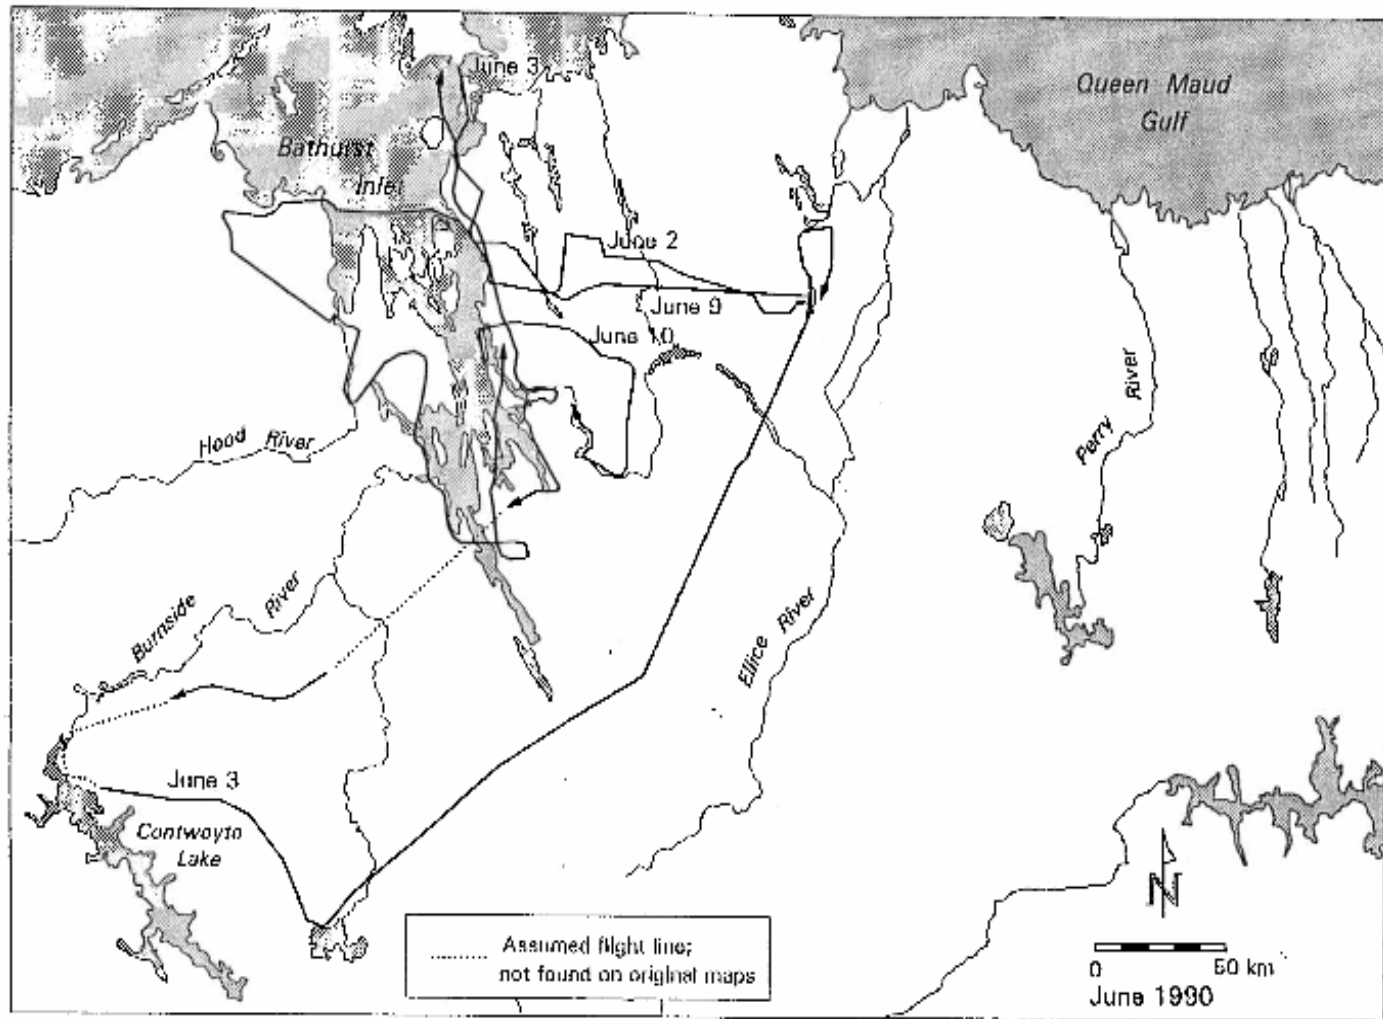 June 3
Queen Maud
Gulf
Bathurst
Inlet
June 2
June 9
June 10
Hood River
Perry River
Burnside River
Ellice River
June 3
Contwoyto
Lake
N
Assumed flight line;
not found on original maps
0 50 km
June 1990